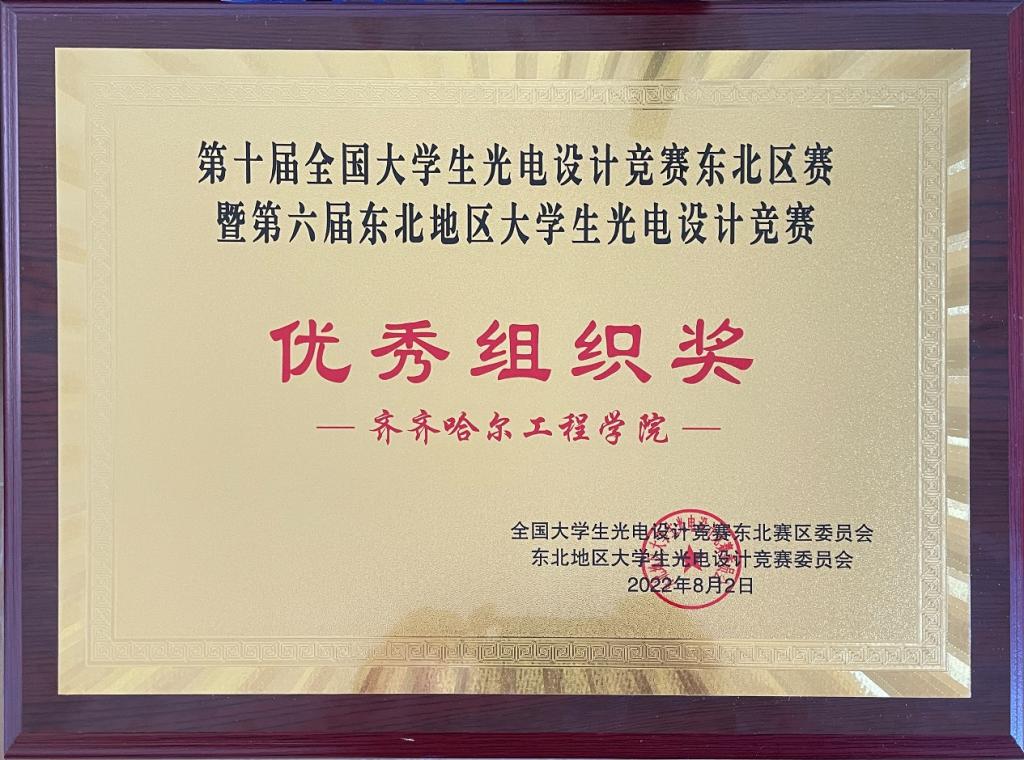 第十届全国大学生光电设计竞赛东北区赛
暨第六届东北地区大学生光电设计竞赛
优秀组织奖
— 齐齐哈尔工程学院 —
全国大学生光电设计竞赛东北赛区委员会
东北地区大学生光电设计竞赛委员会
2022年8月2日